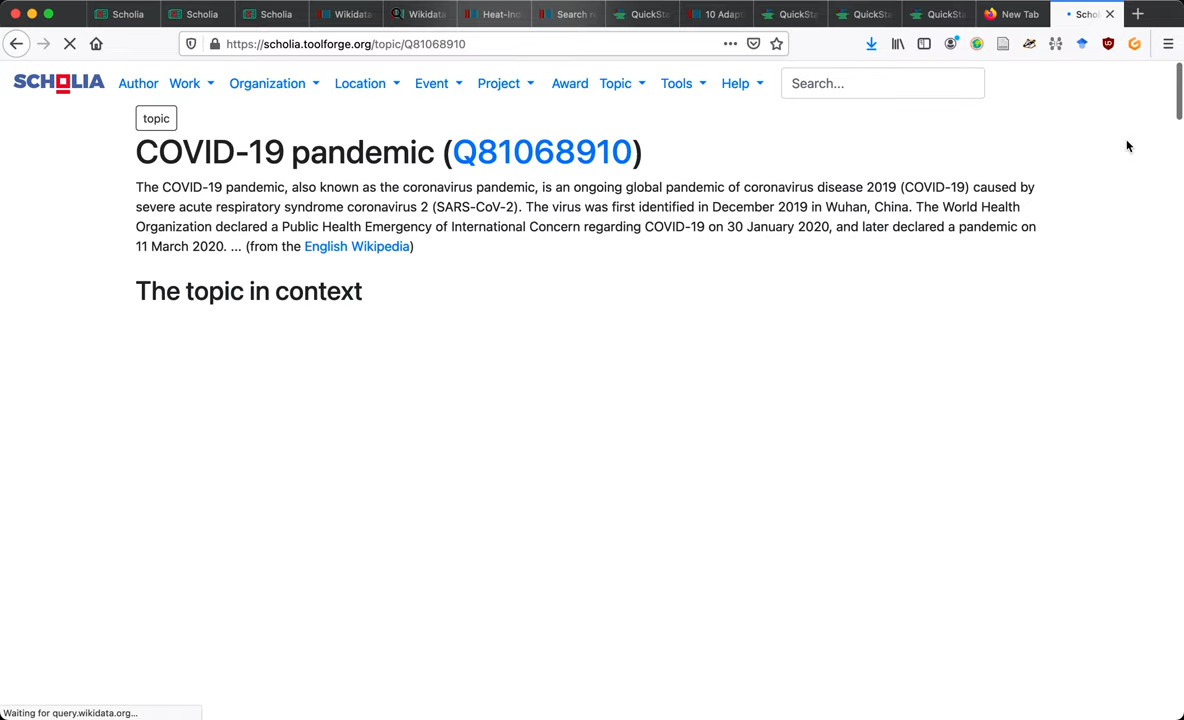 Scholia
Scholia
Scholia
Wikidata
Wikidata
Heat-Ind
Search r
QuickSta
10 Adapt
QuickSta
QuickSta
QuickSta
New Tab
Schol
https://scholia.toolforge.org/topic/Q81068910
SCHOLIA Author Work Organization Location Event Project Award Topic Tools Help Search...
topic
COVID-19 pandemic (Q81068910)
The COVID-19 pandemic, also known as the coronavirus pandemic, is an ongoing global pandemic of coronavirus disease 2019 (COVID-19) caused by
severe acute respiratory syndrome coronavirus 2 (SARS-CoV-2). The virus was first identified in December 2019 in Wuhan, China. The World Health
Organization declared a Public Health Emergency of International Concern regarding COVID-19 on 30 January 2020, and later declared a pandemic on
11 March 2020. ... (from the English Wikipedia)
The topic in context
Waiting for query.wikidata.org...